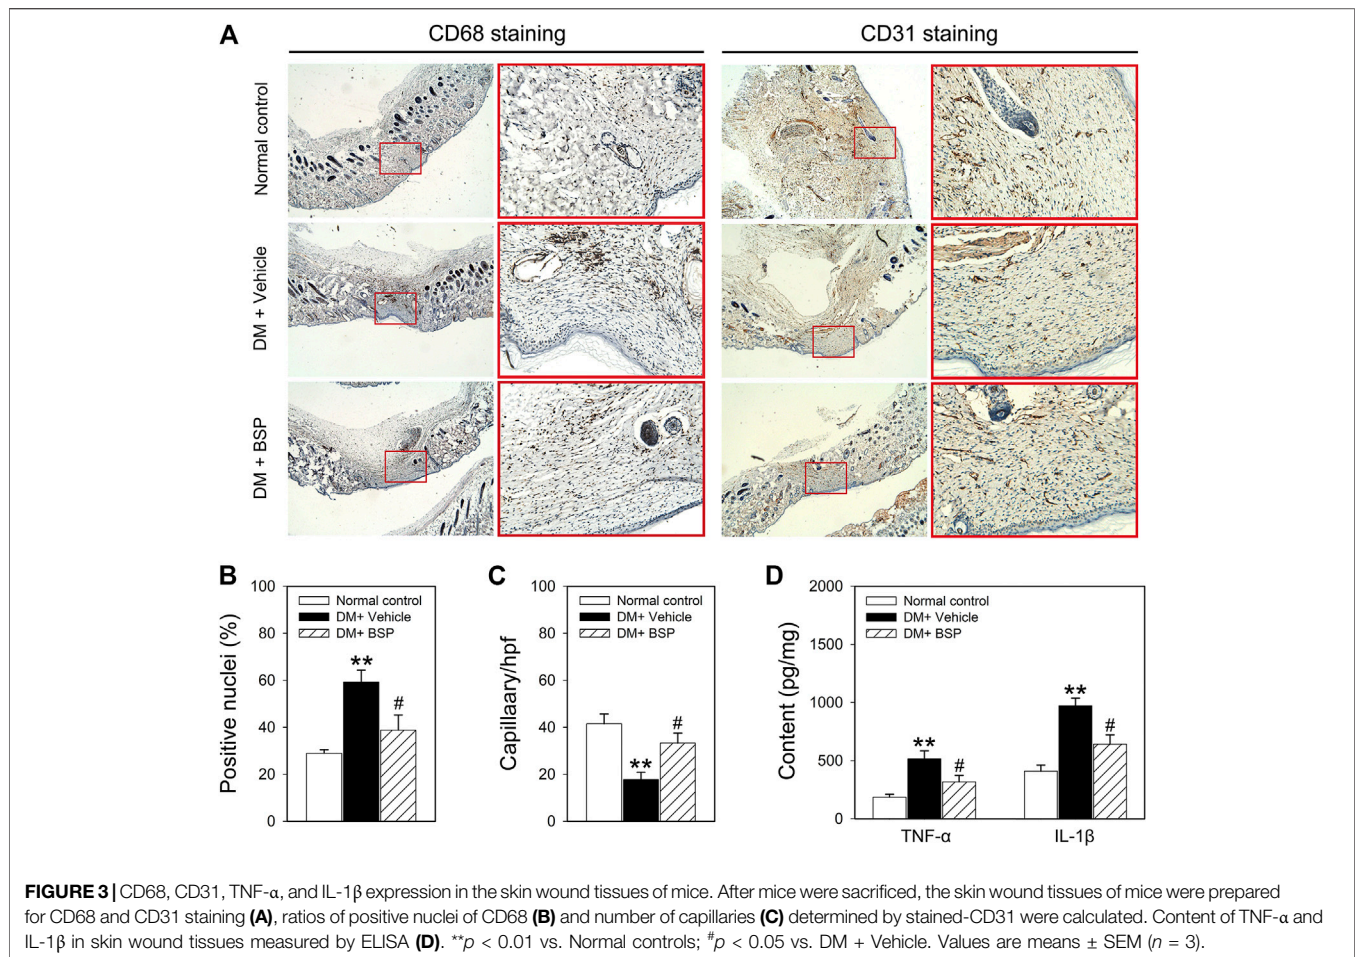 A
CD68 staining
CD31 staining
Normal control
DM + Vehicle
DM + BSP
B
100
80
60
40
20
0
Positive nuclei (%)
Normal control
DM+ Vehicle
DM+ BSP
**
#
C
100
80
60
40
20
0
Capillaary/hpf
Normal control
DM+ Vehicle
DM+ BSP
**
#
D
2000
1500
1000
500
0
Content (pg/mg)
Normal control
DM+ Vehicle
DM+ BSP
**
#
**
#
TNF-α
IL-1β
FIGURE 3 | CD68, CD31, TNF-α, and IL-1β expression in the skin wound tissues of mice. After mice were sacrificed, the skin wound tissues of mice were prepared
for CD68 and CD31 staining (A), ratios of positive nuclei of CD68 (B) and number of capillaries (C) determined by stained-CD31 were calculated. Content of TNF-α and
IL-1β in skin wound tissues measured by ELISA (D). **p < 0.01 vs. Normal controls; #p < 0.05 vs. DM + Vehicle. Values are means ± SEM (n = 3).